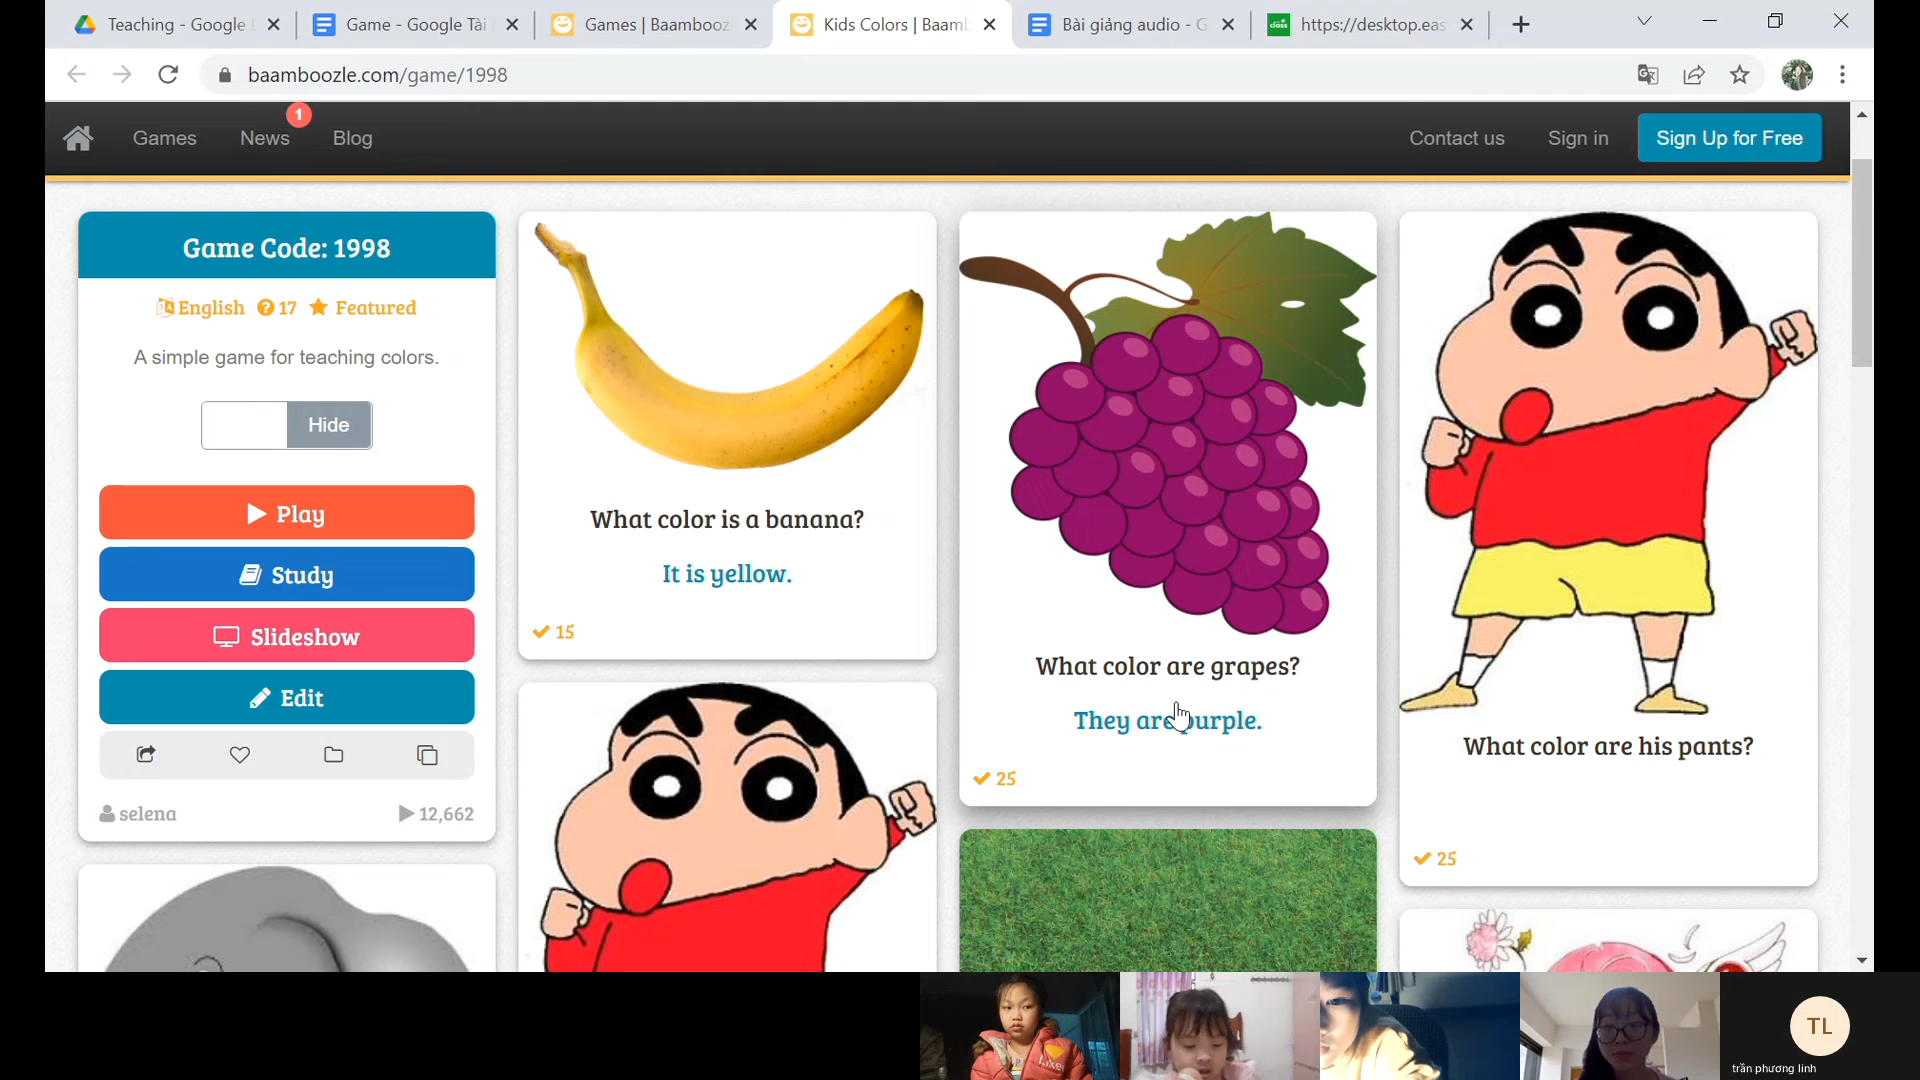 Teaching - Google
Game - Google Tài
Games | Baambooz
Kids Colors | Baamb
Bài giảng audio - G
class
https://desktop.eas
baamboozle.com/game/1998
Games
News
1
Blog
Contact us
Sign in
Sign Up for Free
Game Code: 1998
English 17 Featured
A simple game for teaching colors.
Hide
Play
Study
Slideshow
Edit
selena
12,662
What color is a banana?
It is yellow.
15
What color are grapes?
They are purple.
25
What color are his pants?
25
TL
trần phương linh